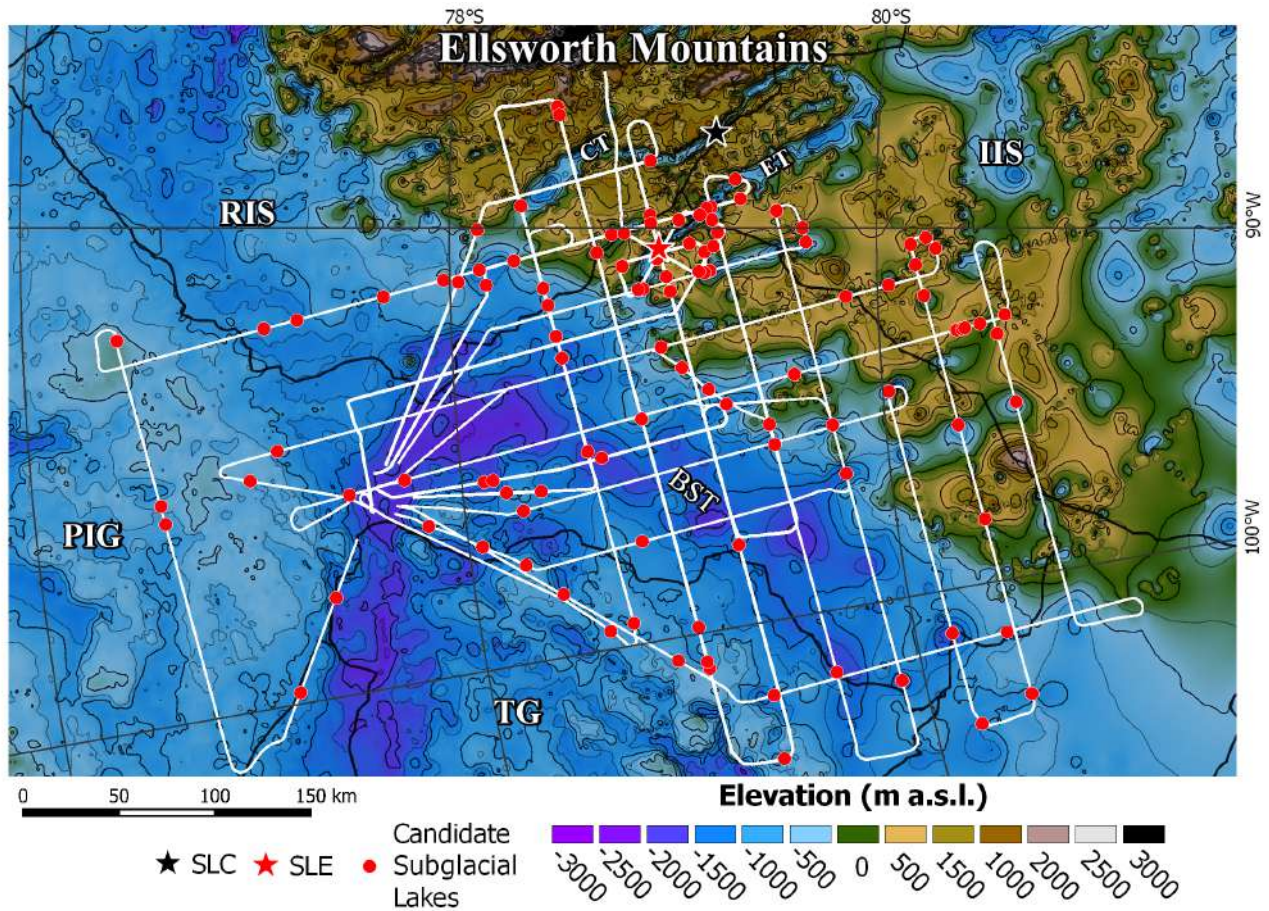 78°S 80°S
Ellsworth Mountains
CT
ET
IIS
RIS
90°W
BST
100°W
PIG
TG
0 50 100 150 km
Elevation (m a.s.l.)
★ SLC ★ SLE ● Candidate
Subglacial
Lakes
-3000 -2500 -2000 -1500 -1000 -500 0 500 1500 1000 2000 2500 3000